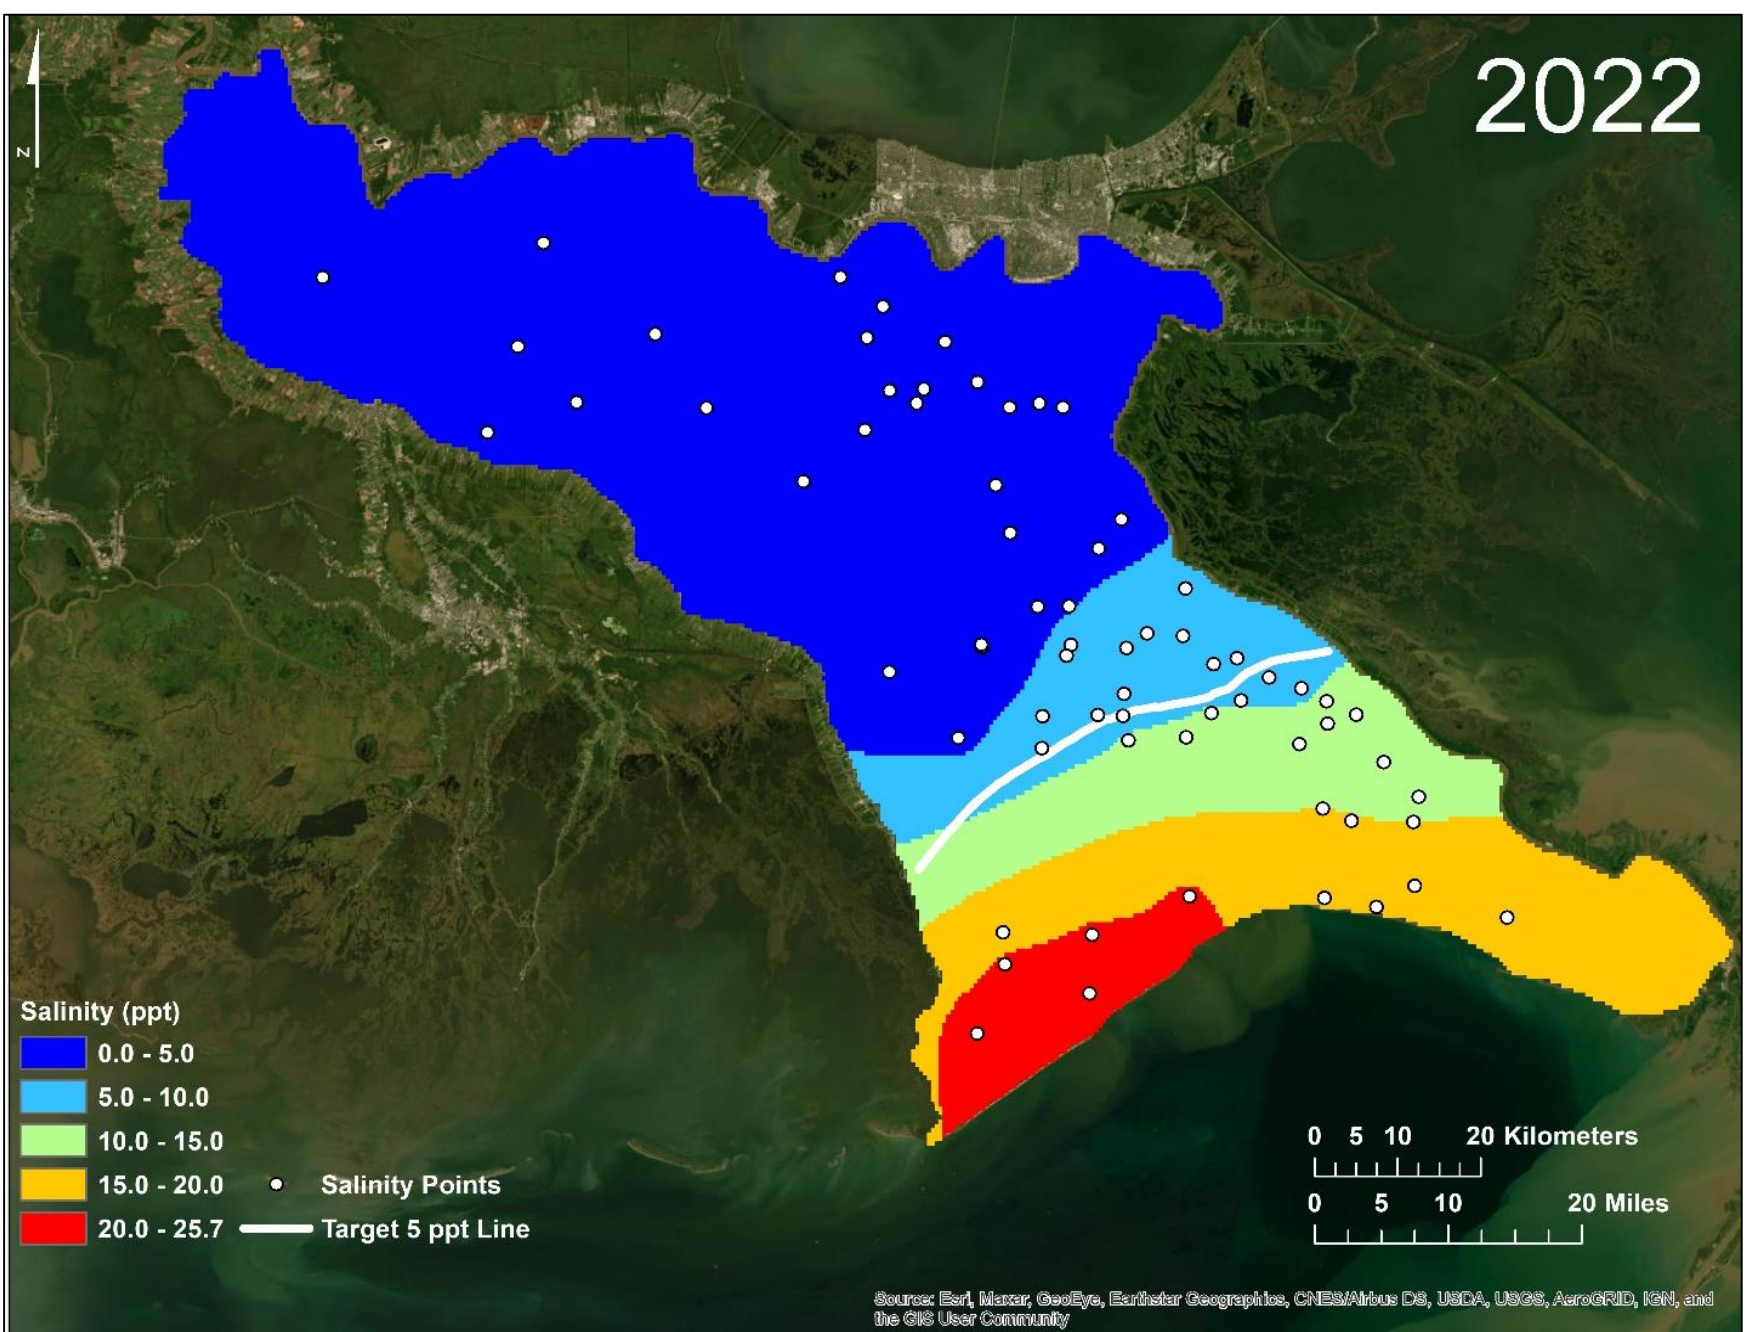 2022
N
Salinity (ppt)
0.0 - 5.0
5.0 - 10.0
10.0 - 15.0
15.0 - 20.0
20.0 - 25.7
Salinity Points
Target 5 ppt Line
0 5 10 20 Kilometers
0 5 10 20 Miles
Source: Esri, Maxar, GeoEye, Earthstar Geographics, CNES/Airbus DS, USDA, USGS, AeroGRID, IGN, and
the GIS User Community